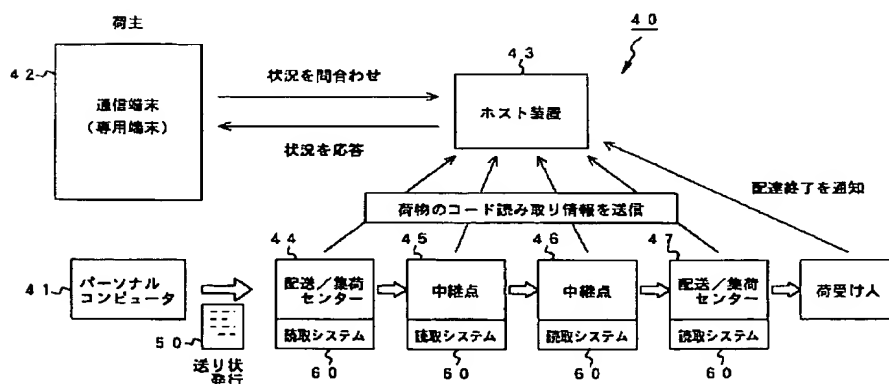 荷主
40
42
43
通信端末
(専用端末)
状況を問合わせ
状況を応答
ホスト装置
配達終了を通知
荷物のコード読み取り情報を送信
44
45
46
47
41
パーソナル
コンピュータ
配送/集荷
センター
中継点
中継点
配送/集荷
センター
荷受け人
読取システム
読取システム
読取システム
読取システム
50
送り状
発行
60
60
60
60